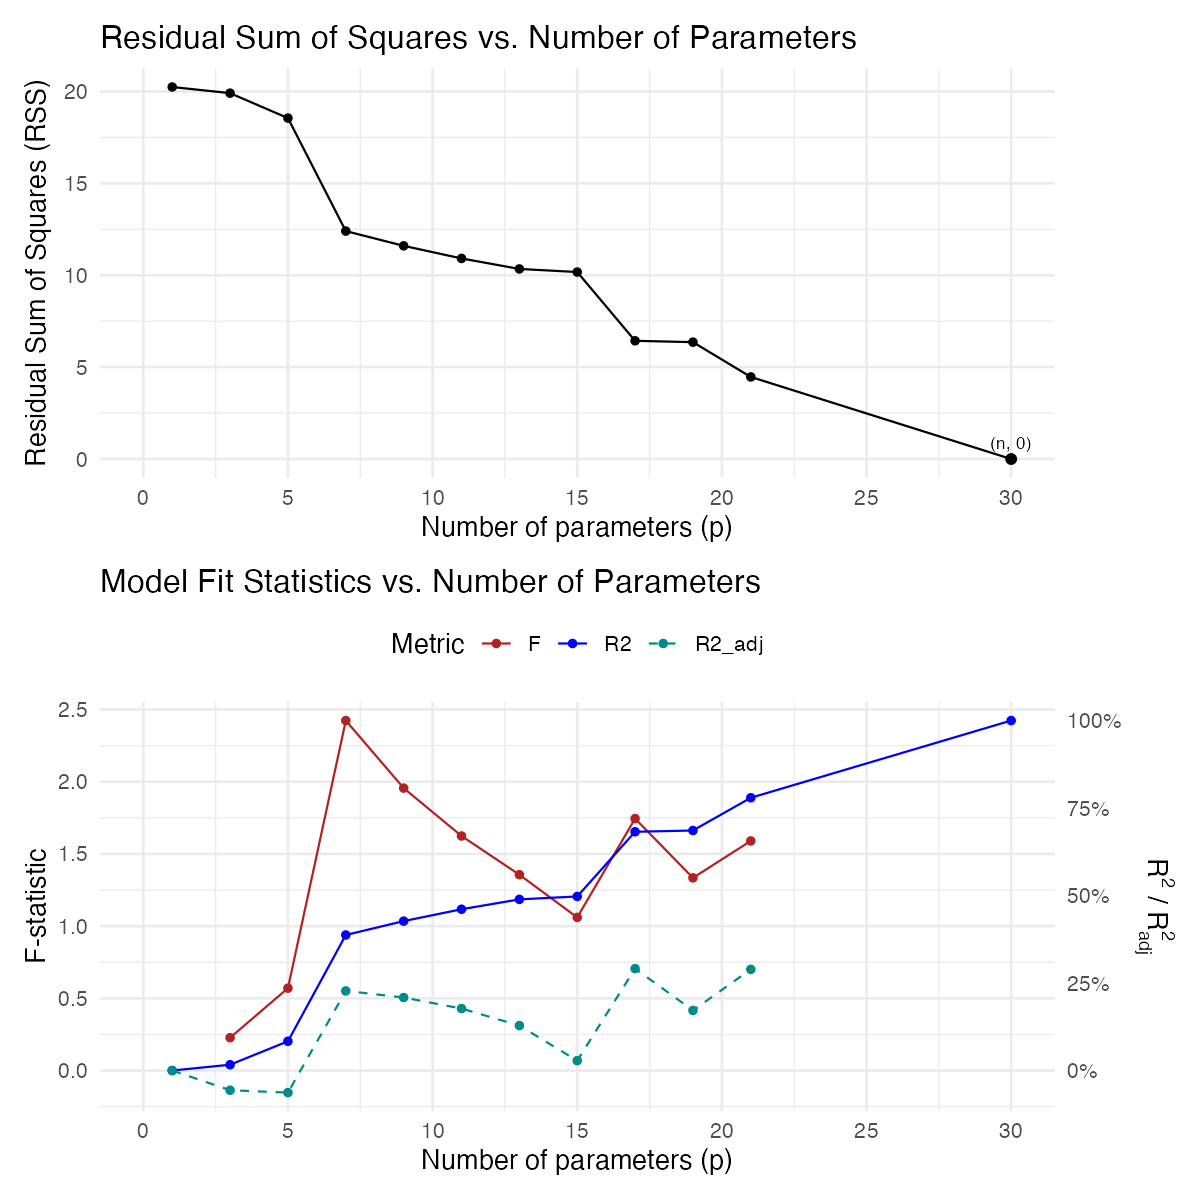 Residual Sum of Squares vs. Number of Parameters
Residual Sum of Squares (RSS)
20
15
10
5
0
(n, 0)
0 5 10 15 20 25 30
Number of parameters (p)
Model Fit Statistics vs. Number of Parameters
Metric F R2 R2_adj
F-statistic
2.5
2.0
1.5
1.0
0.5
0.0
100%
75%
50%
25%
0%
R² / R²adj
0 5 10 15 20 25 30
Number of parameters (p)